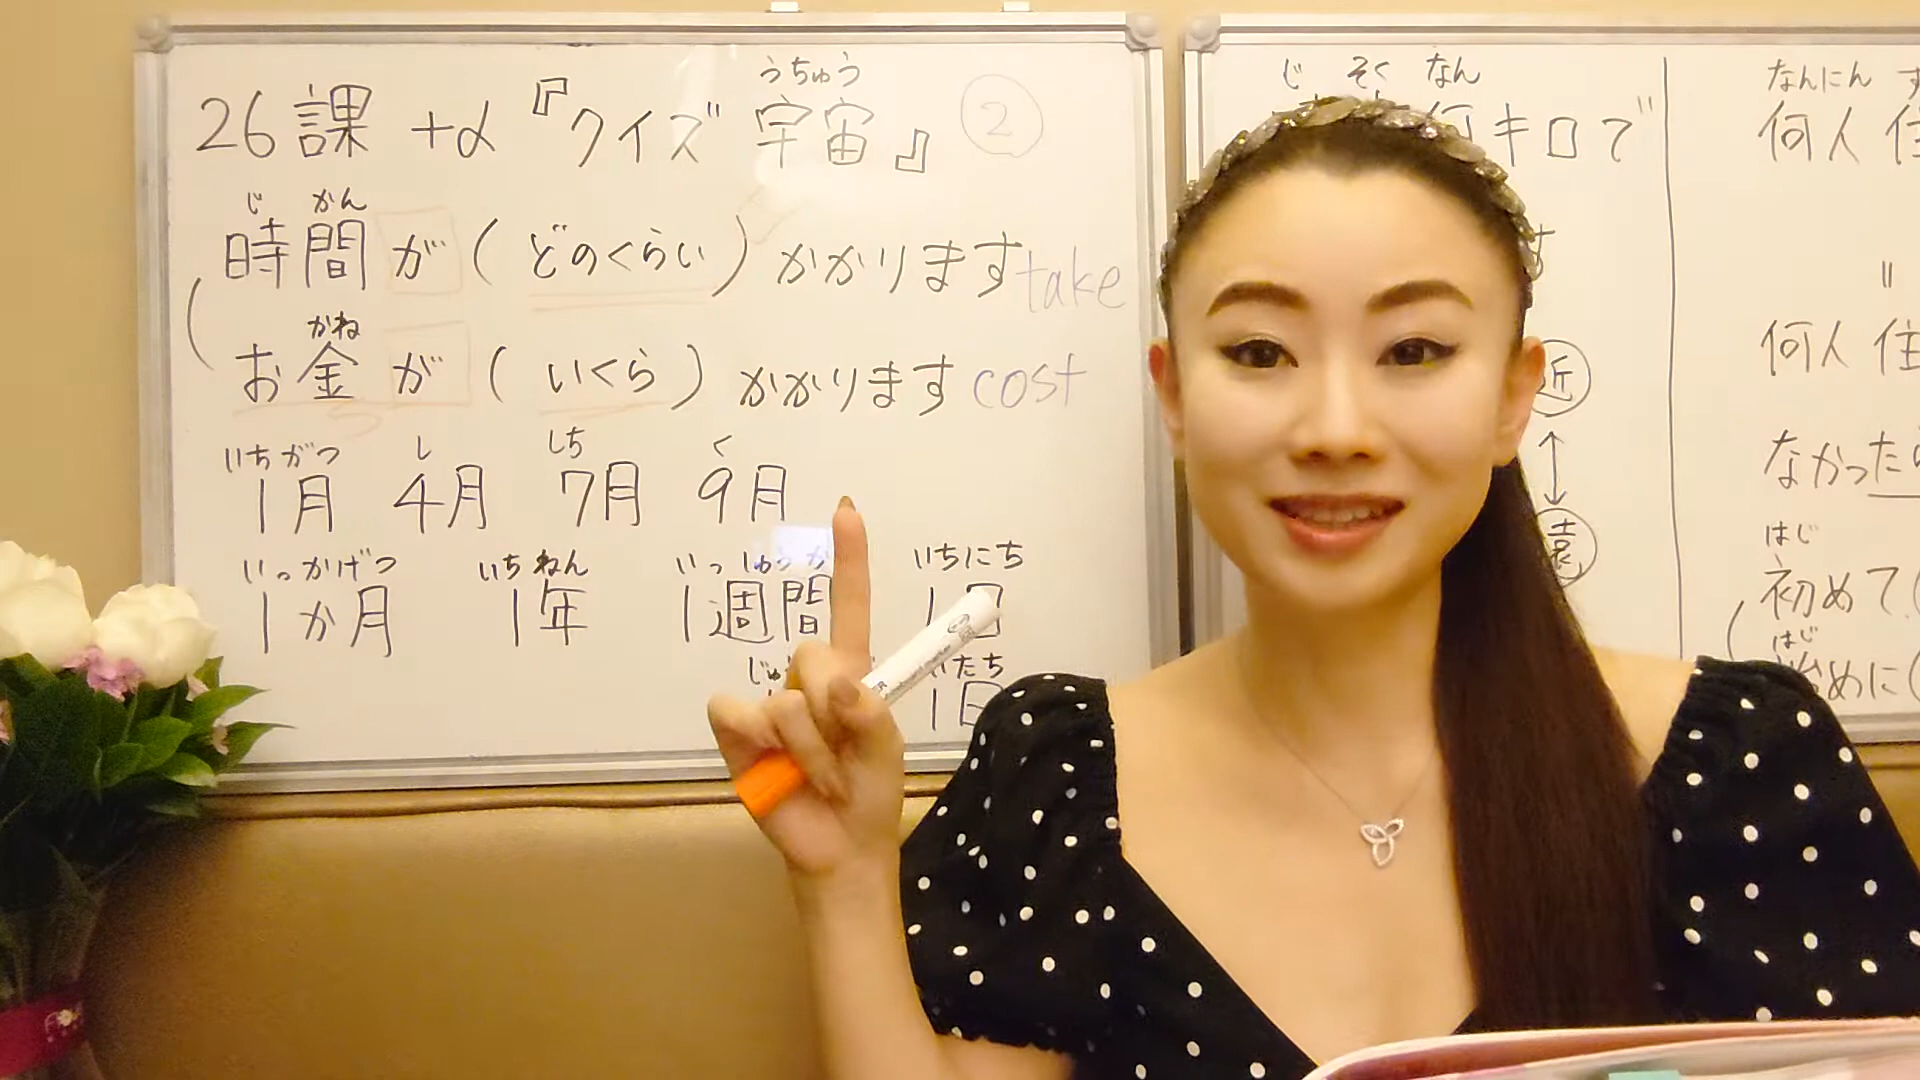 うちゅう
26課 +α 『クイズ 宇宙』 2
じ かん
時間が(どのくらい)かかります take
かね
お金が(いくら)かかります cost
いちがつ し しち く
1月 4月 7月 9月
いっかげつ いちねん いっしゅうか いちにち
1か月 1年 1週間 1日
いたち
1日
じ そく なん
何キロで
す
近
遠
なんにん す
何人 住
"
何人 住
なかった
はじ
初めて(
はじ
始めに(